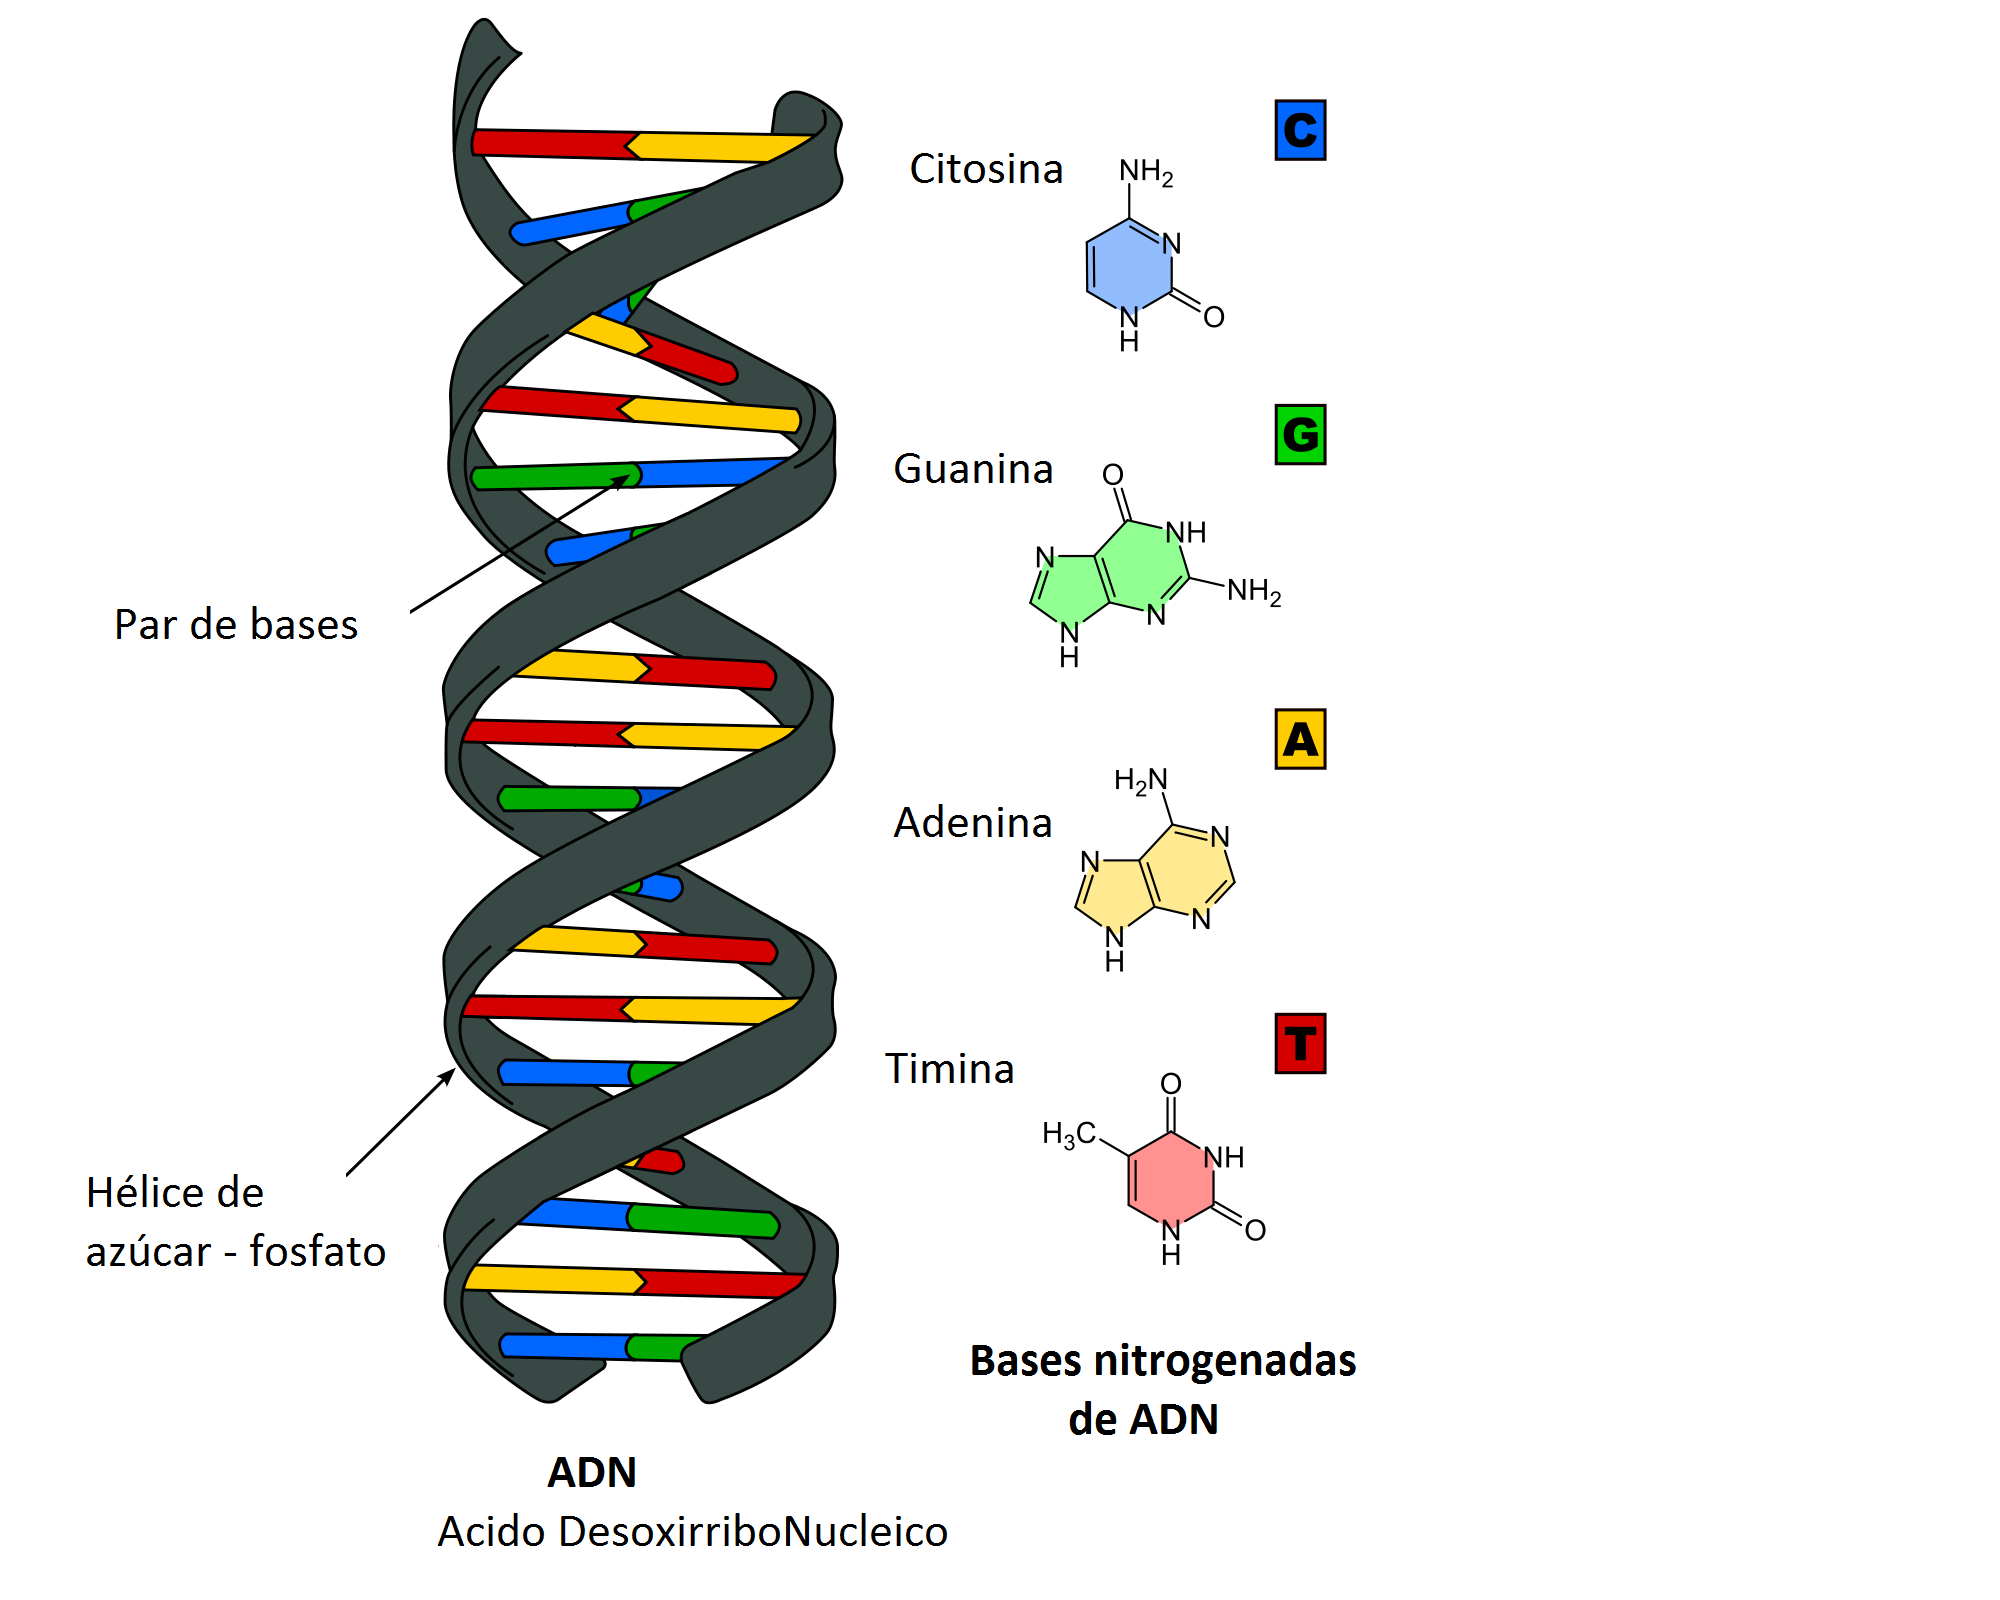 Citosina
C
NH2
N
O
N
H
Guanina
G
O
NH
N
NH2
N
N
H
Par de bases
A
Adenina
H2N
N
N
N
N
H
Timina
T
O
H3C
NH
O
N
H
Hélice de
azúcar - fosfato
Bases nitrogenadas
de ADN
ADN
Acido DesoxirriboNucleico